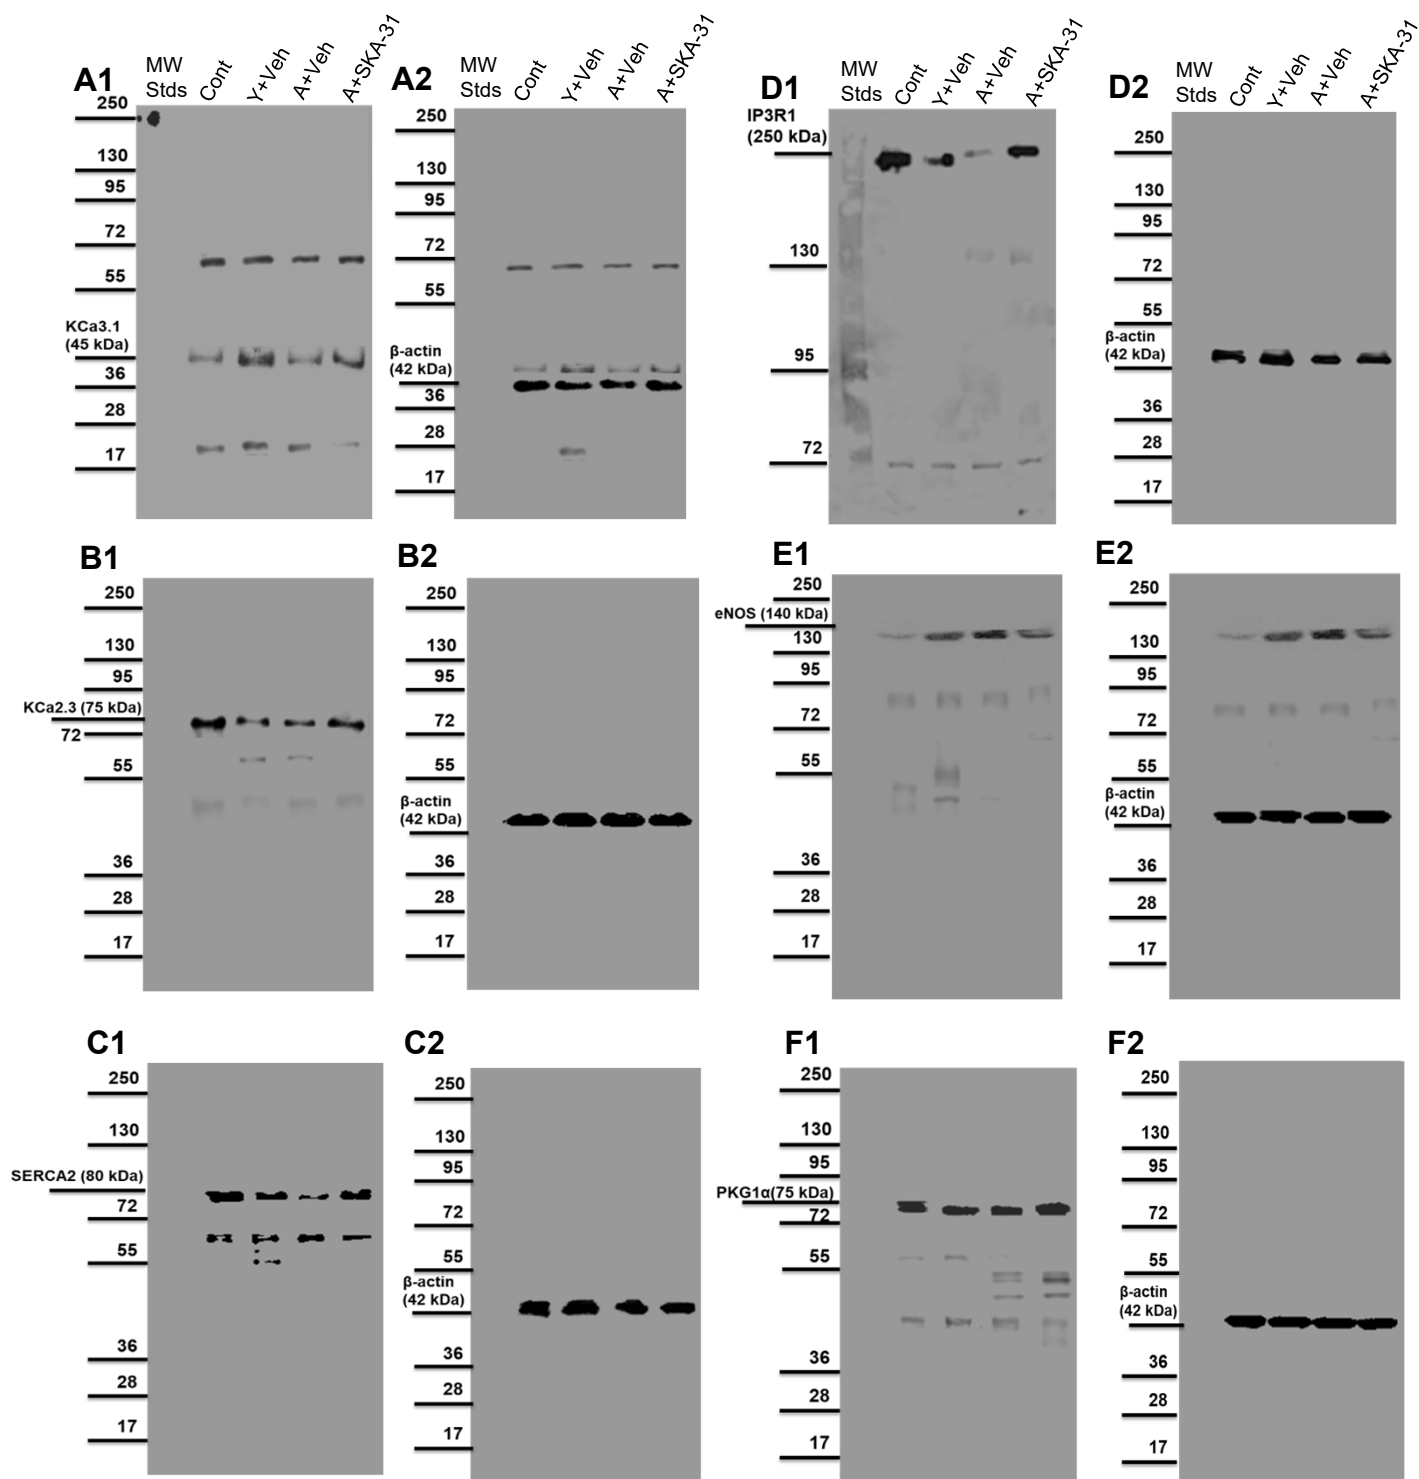 A1
MW
Stds
Cont
Y+Veh
A+Veh
A+SKA-31
250
130
95
72
55
KCa3.1
(45 kDa)
36
28
17
A2
MW
Stds
Cont
Y+Veh
A+Veh
A+SKA-31
250
130
95
72
55
β-actin
(42 kDa)
36
28
17
D1
MW
Stds
Cont
Y+Veh
A+Veh
A+SKA-31
IP3R1
(250 kDa)
130
95
72
D2
MW
Stds
Cont
Y+Veh
A+Veh
A+SKA-31
250
130
95
72
55
β-actin
(42 kDa)
36
28
17
B1
250
130
95
KCa2.3 (75 kDa)
72
55
36
28
17
B2
250
130
95
72
55
β-actin
(42 kDa)
36
28
17
E1
250
eNOS (140 kDa)
130
95
72
55
36
28
17
E2
250
130
95
72
55
β-actin
(42 kDa)
36
28
17
C1
250
130
SERCA2 (80 kDa)
72
55
36
28
17
C2
250
130
95
72
55
β-actin
(42 kDa)
36
28
17
F1
250
130
95
PKG1α(75 kDa)
72
55
36
28
17
F2
250
130
95
72
55
β-actin
(42 kDa)
36
28
17